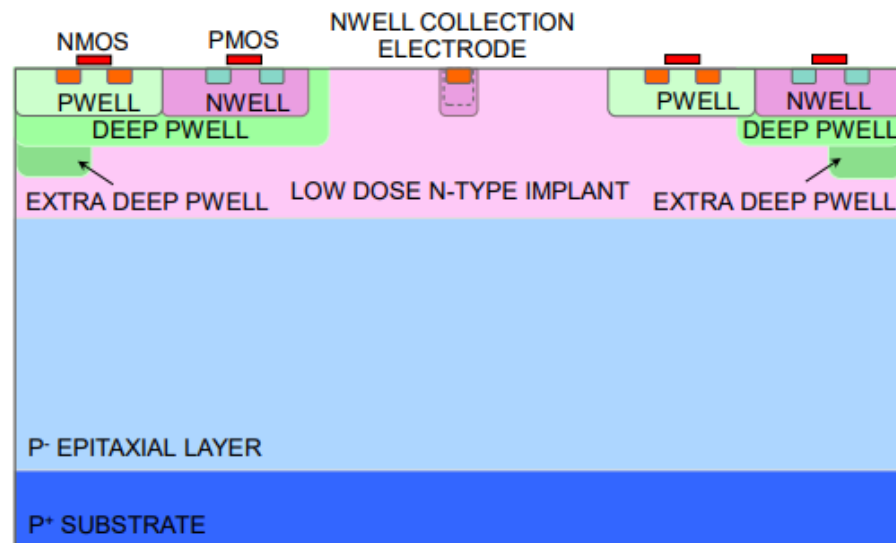 NMOS
PMOS
NWELL COLLECTION
ELECTRODE
PWELL
NWELL
PWELL
NWELL
DEEP PWELL
DEEP PWELL
EXTRA DEEP PWELL
LOW DOSE N-TYPE IMPLANT
EXTRA DEEP PWELL
P⁻ EPITAXIAL LAYER
P⁺ SUBSTRATE